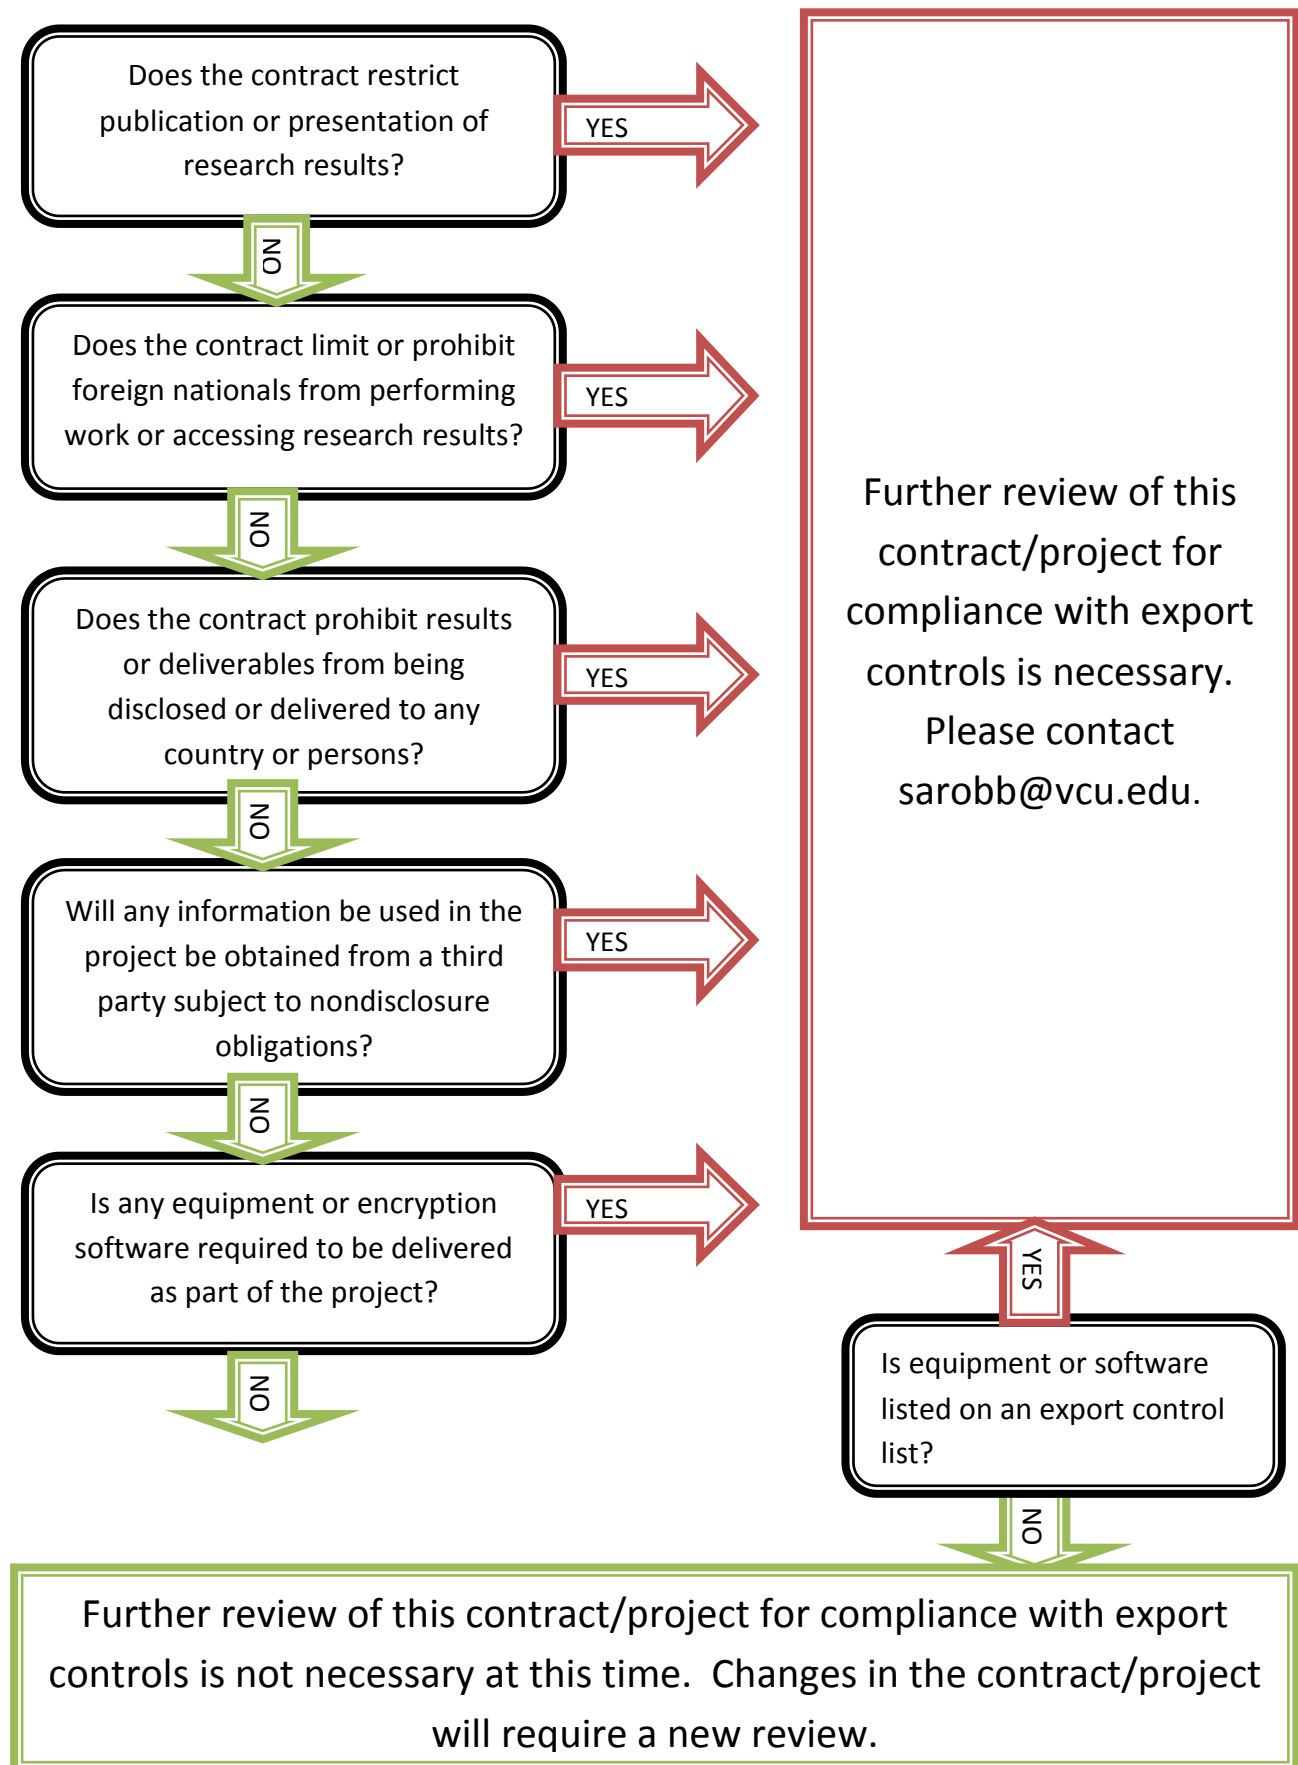 Does the contract restrict
publication or presentation of
research results?
YES
NO
Does the contract limit or prohibit
foreign nationals from performing
work or accessing research results?
YES
NO
Does the contract prohibit results
or deliverables from being
disclosed or delivered to any
country or persons?
YES
NO
Will any information be used in the
project be obtained from a third
party subject to nondisclosure
obligations?
YES
NO
Is any equipment or encryption
software required to be delivered
as part of the project?
YES
NO
Further review of this
contract/project for
compliance with export
controls is necessary.
Please contact
sarobb@vcu.edu.
YES
Is equipment or software
listed on an export control
list?
NO
Further review of this contract/project for compliance with export
controls is not necessary at this time.  Changes in the contract/project
will require a new review.